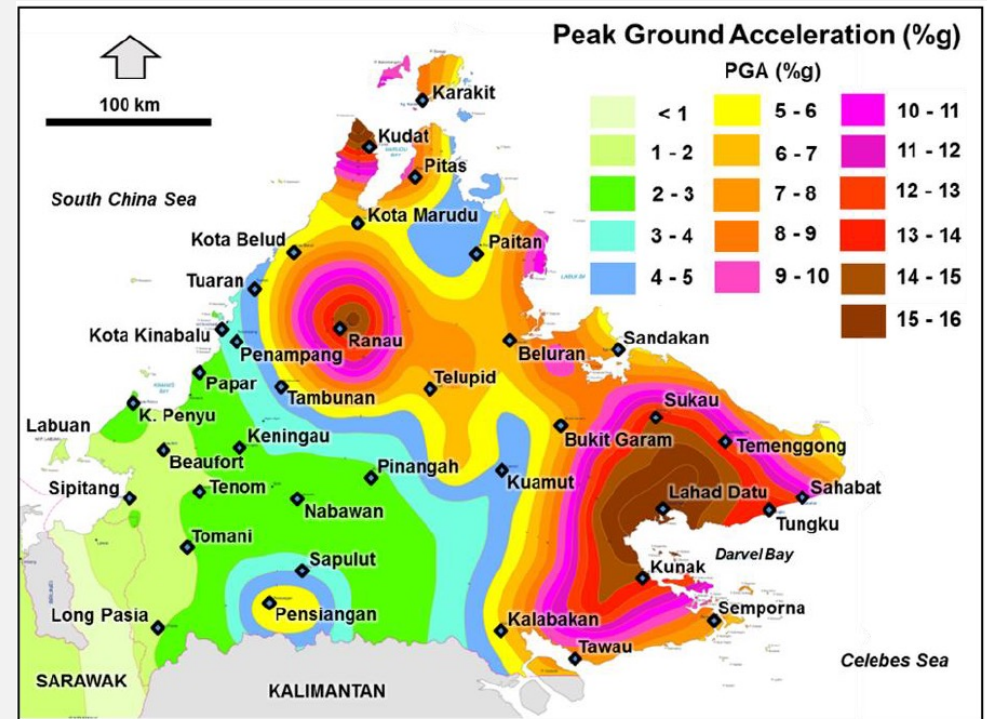 Peak Ground Acceleration (%g)
PGA (%g)
< 1
5 - 6
10 - 11
1 - 2
6 - 7
11 - 12
2 - 3
7 - 8
12 - 13
3 - 4
8 - 9
13 - 14
4 - 5
9 - 10
14 - 15
15 - 16
100 km
Karakit
Kudat
Pitas
South China Sea
Kota Marudu
Kota Belud
Paitan
Tuaran
Kota Kinabalu
Ranau
Penampang
Beluran
Sandakan
Papar
Tambunan
Telupid
Sukau
K. Penyu
Labuan
Keningau
Bukit Garam
Temenggong
Beaufort
Pinangah
Kuamut
Sipitang
Tenom
Nabawan
Lahad Datu
Sahabat
Tungku
Tomani
Darvel Bay
Sapulut
Kunak
Pensiangan
Long Pasia
Kalabakan
Semporna
Tawau
Celebes Sea
SARAWAK
KALIMANTAN